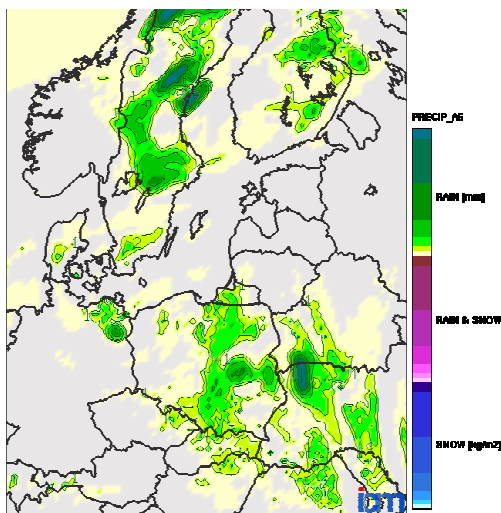 PRECIP_A6
RAIN [mm]
RAIN & SNOW
SNOW [kg/m2]
icm